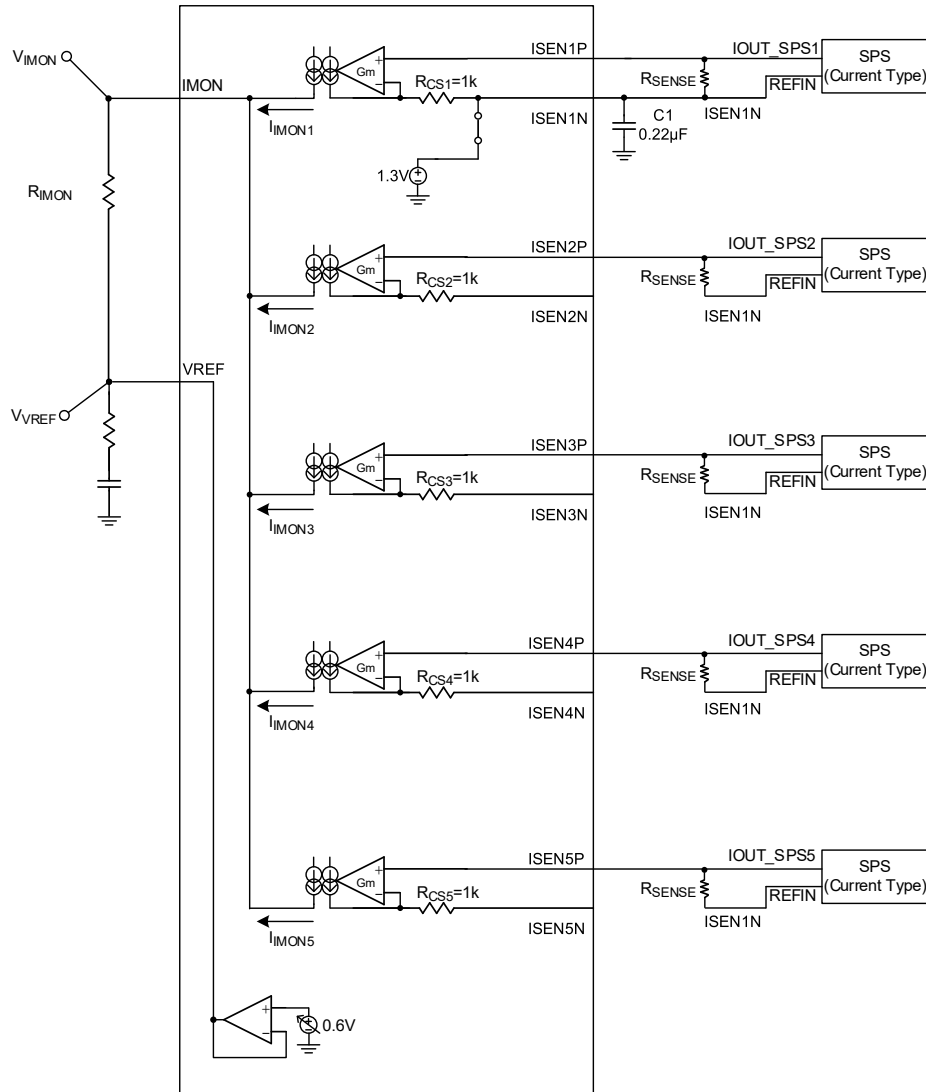 VIMON
IMON
IIMON1
Gm
+
−
RCS1=1k
1.3V
+
−
ISEN1P
ISEN1N
C1
0.22µF
RSENSE
IOUT_SPS1
REFIN
ISEN1N
SPS
(Current Type)
RIMON
IIMON2
Gm
+
−
RCS2=1k
ISEN2P
ISEN2N
RSENSE
IOUT_SPS2
REFIN
ISEN1N
SPS
(Current Type)
VREF
VVREF
IIMON3
Gm
+
−
RCS3=1k
ISEN3P
ISEN3N
RSENSE
IOUT_SPS3
REFIN
ISEN1N
SPS
(Current Type)
IIMON4
Gm
+
−
RCS4=1k
ISEN4P
ISEN4N
RSENSE
IOUT_SPS4
REFIN
ISEN1N
SPS
(Current Type)
IIMON5
Gm
+
−
RCS5=1k
ISEN5P
ISEN5N
RSENSE
IOUT_SPS5
REFIN
ISEN1N
SPS
(Current Type)
+
−
+
−
0.6V